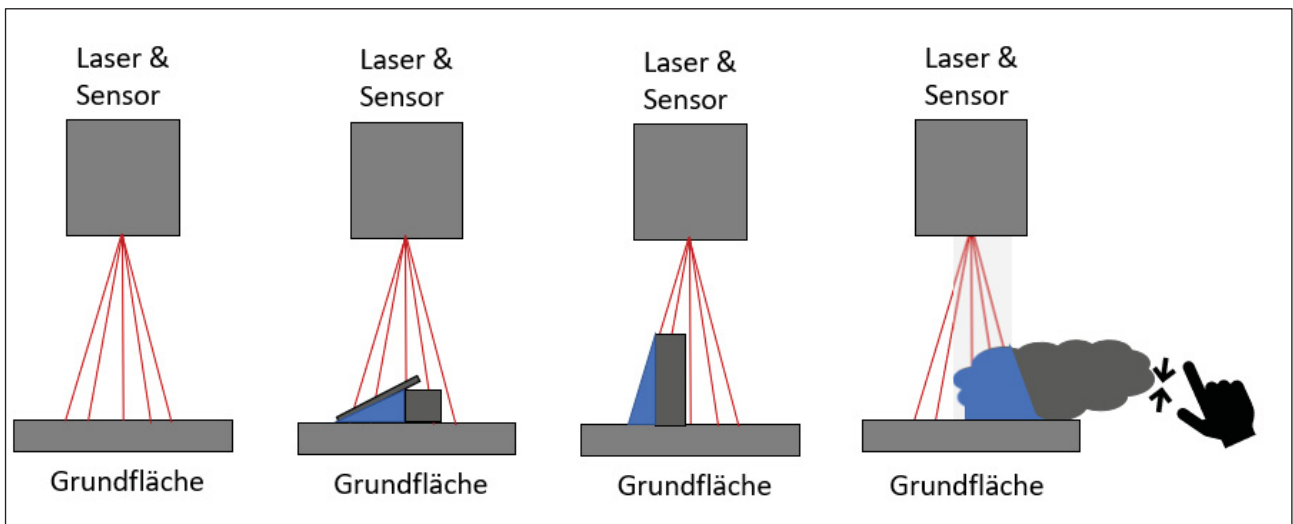 Laser &
Sensor
Laser &
Sensor
Laser &
Sensor
Laser &
Sensor
Grundfläche
Grundfläche
Grundfläche
Grundfläche